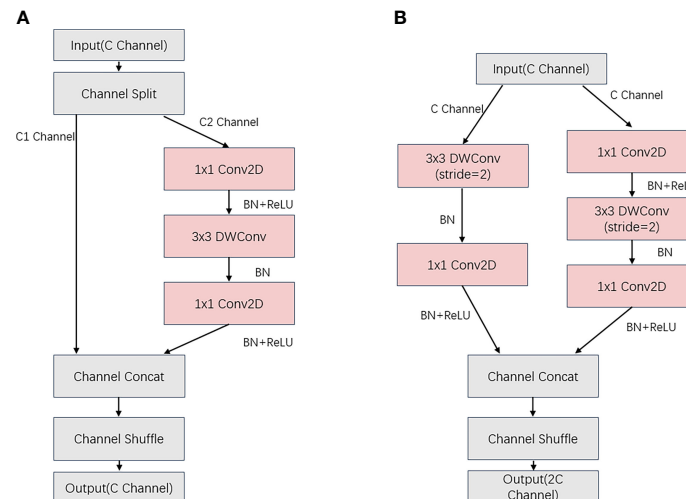 A
Input(C Channel)
Channel Split
C1 Channel
C2 Channel
1x1 Conv2D
BN+ReLU
3x3 DWConv
BN
1x1 Conv2D
BN+ReLU
Channel Concat
Channel Shuffle
Output(C Channel)
B
Input(C Channel)
C Channel
C Channel
3x3 DWConv
(stride=2)
BN
1x1 Conv2D
BN+ReLU
1x1 Conv2D
BN+Rel
3x3 DWConv
(stride=2)
BN
1x1 Conv2D
BN+ReLU
Channel Concat
Channel Shuffle
Output(2C
Channel)